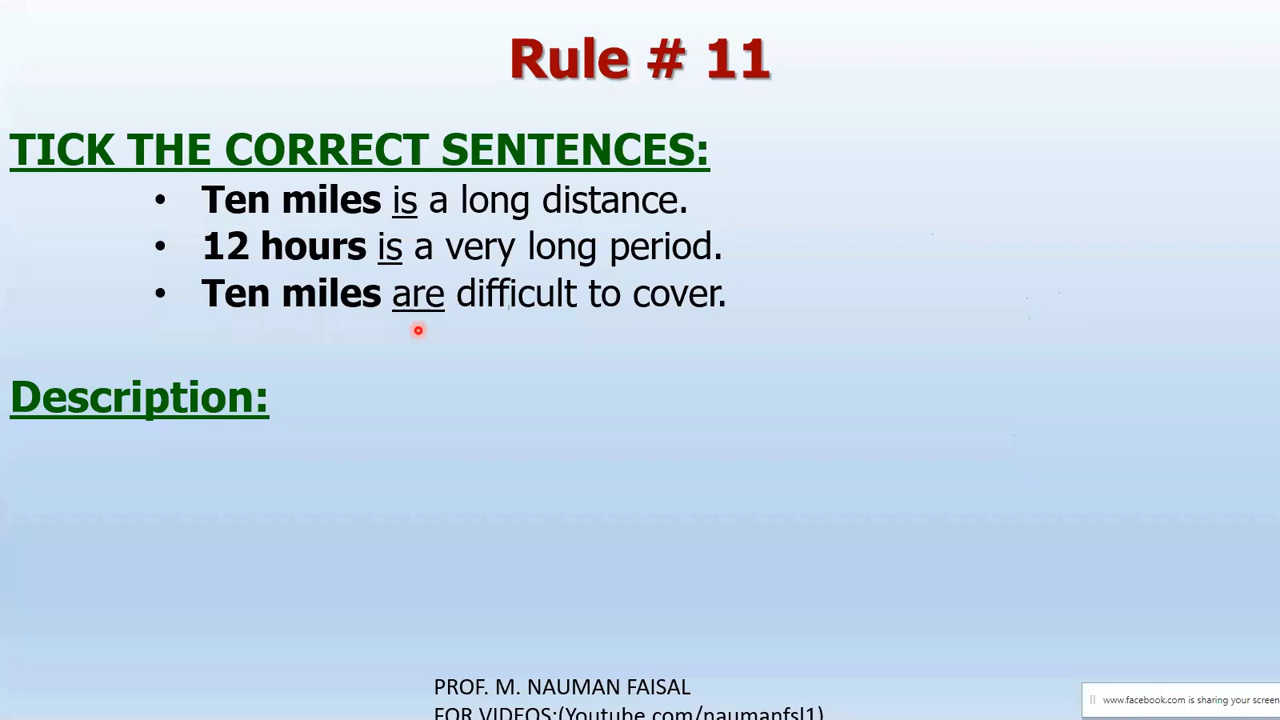 Rule # 11
TICK THE CORRECT SENTENCES:
• Ten miles is a long distance.
• 12 hours is a very long period.
• Ten miles are difficult to cover.
Description:
PROF. M. NAUMAN FAISAL
FOR VIDEOS:(Youtube.com/naumanfsl1)
www.facebook.com is sharing your screen